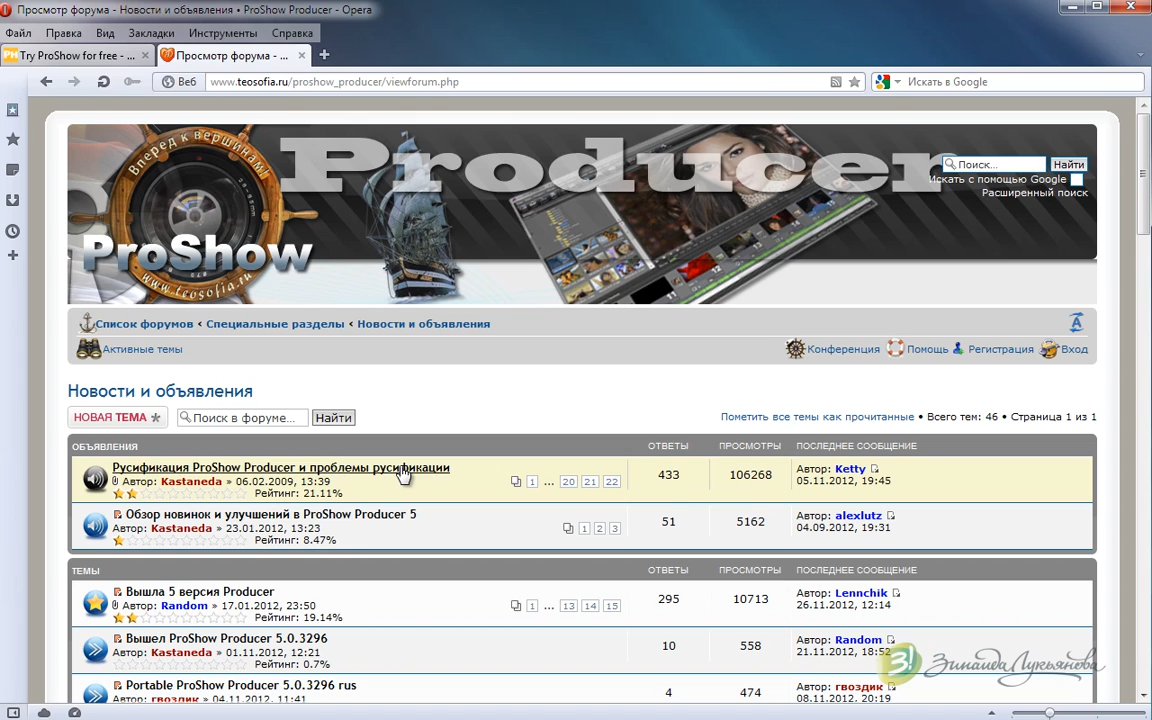 Просмотр форума - Новости и объявления • ProShow Producer - Opera
Файл Правка Вид Закладки Инструменты Справка
Try ProShow for free - ... Просмотр форума - ...
Веб www.teosofia.ru/proshow_producer/viewforum.php Искать в Google
Вперед к вершинам!
Producer
ProShow
www.teosofia.ru
Поиск... Найти
Искать с помощью Google
Расширенный поиск
Список форумов ‹ Специальные разделы ‹ Новости и объявления
Активные темы Конференция Помощь Регистрация Вход
Новости и объявления
НОВАЯ ТЕМА * Поиск в форуме... Найти Пометить все темы как прочитанные • Всего тем: 46 • Страница 1 из 1
ОБЪЯВЛЕНИЯ ОТВЕТЫ ПРОСМОТРЫ ПОСЛЕДНЕЕ СООБЩЕНИЕ
Русификация ProShow Producer и проблемы русификации
Автор: Kastaneda » 06.02.2009, 13:39
Рейтинг: 21.11%
1 ... 20 21 22
433 106268
Автор: Ketty
05.11.2012, 19:45
Обзор новинок и улучшений в ProShow Producer 5
Автор: Kastaneda » 23.01.2012, 13:23
Рейтинг: 8.47%
1 2 3
51 5162
Автор: alexlutz
04.09.2012, 19:31
ТЕМЫ ОТВЕТЫ ПРОСМОТРЫ ПОСЛЕДНЕЕ СООБЩЕНИЕ
Вышла 5 версия Producer
Автор: Random » 17.01.2012, 23:50
Рейтинг: 19.14%
1 ... 13 14 15
295 10713
Автор: Lennchik
26.11.2012, 12:14
Вышел ProShow Producer 5.0.3296
Автор: Kastaneda » 01.11.2012, 12:21
Рейтинг: 0.7%
10 558
Автор: Random
21.11.2012, 18:52
Portable ProShow Producer 5.0.3296 rus
Автор: гвоздик » 04.11.2012, 11:41
4 474
Автор: гвоздик
08.11.2012, 20:19
З! Зинаида Лукьянова